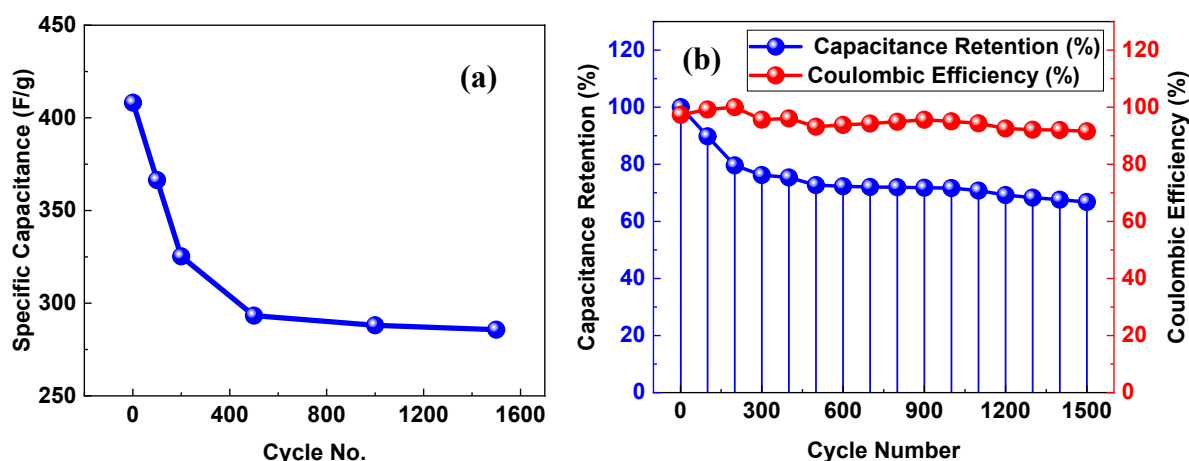 (a)
Specific Capacitance (F/g)
450
400
350
300
250
0 400 800 1200 1600
Cycle No.
(b)
Capacitance Retention (%)
Coulombic Efficiency (%)
Capacitance Retention (%)
120
100
80
60
40
20
0
0 300 600 900 1200 1500
Cycle Number
120
100
80
60
40
20
0
Coulombic Efficiency (%)